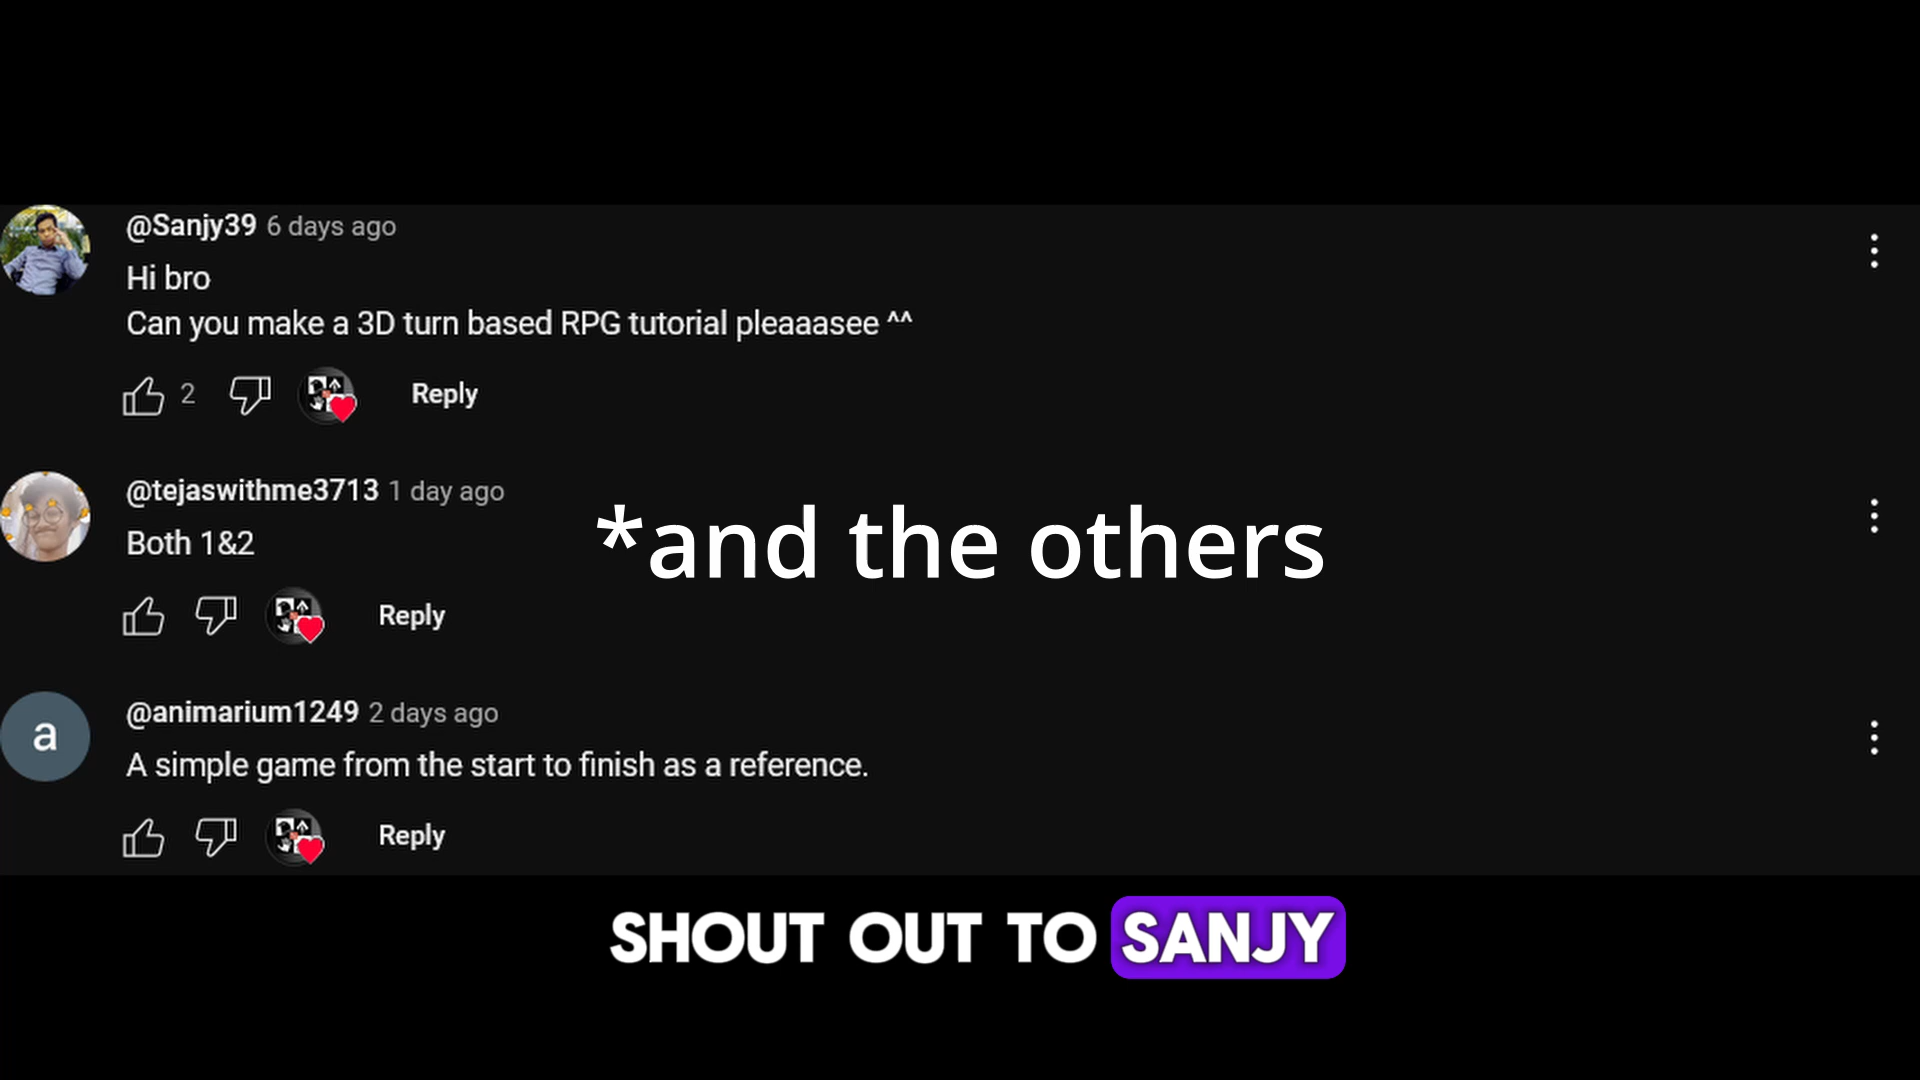 @Sanjy39 6 days ago
Hi bro
Can you make a 3D turn based RPG tutorial pleaaasee ^^
2 Reply
@tejaswithme3713 1 day ago
Both 1&2
*and the others
Reply
a
@animarium1249 2 days ago
A simple game from the start to finish as a reference.
Reply
SHOUT OUT TO SANJY